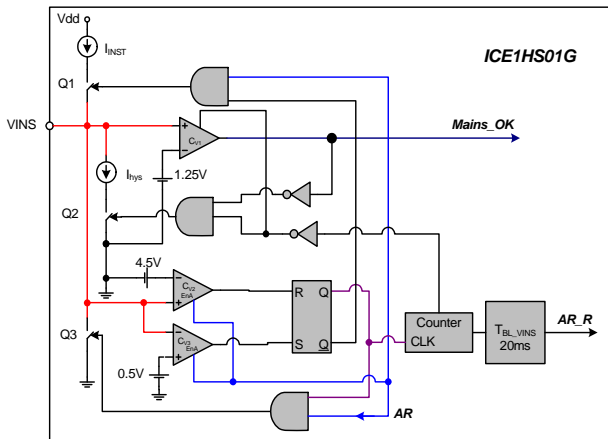 Vdd
I_INST
ICE1HS01G
Q1
VINS
+
C_V1
−
Mains_OK
I_hys
1.25V
Q2
4.5V
−
C_V2
EnA
+
R Q
Counter
CLK
T_BL_VINS
20ms
AR_R
Q3
−
C_V3
EnA
+
S Q
0.5V
AR